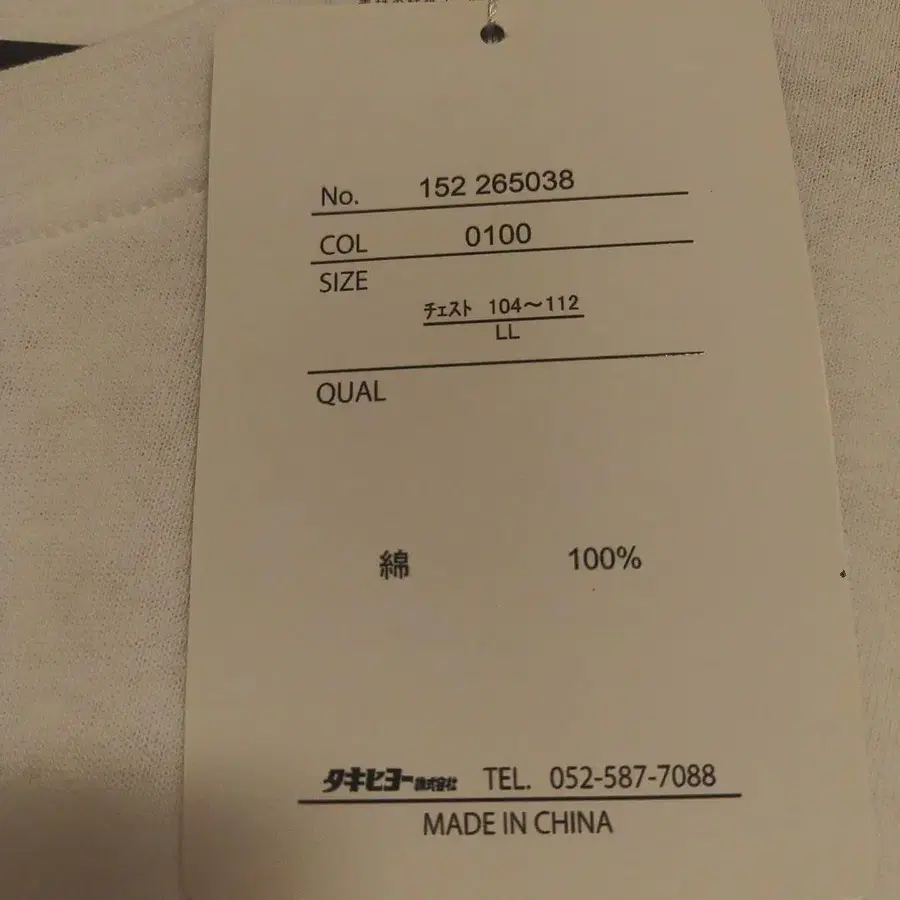 No. 152 265038
COL 0100
SIZE
チェスト 104〜112
LL
QUAL
綿 100%
タキヒヨー株式会社 TEL. 052-587-7088
MADE IN CHINA